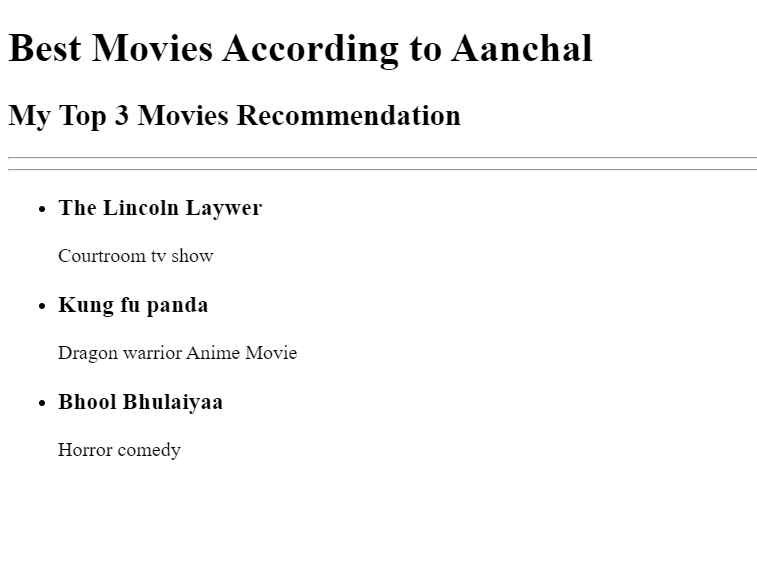 Best Movies According to Aanchal
My Top 3 Movies Recommendation
The Lincoln Laywer
Courtroom tv show
Kung fu panda
Dragon warrior Anime Movie
Bhool Bhulaiyaa
Horror comedy